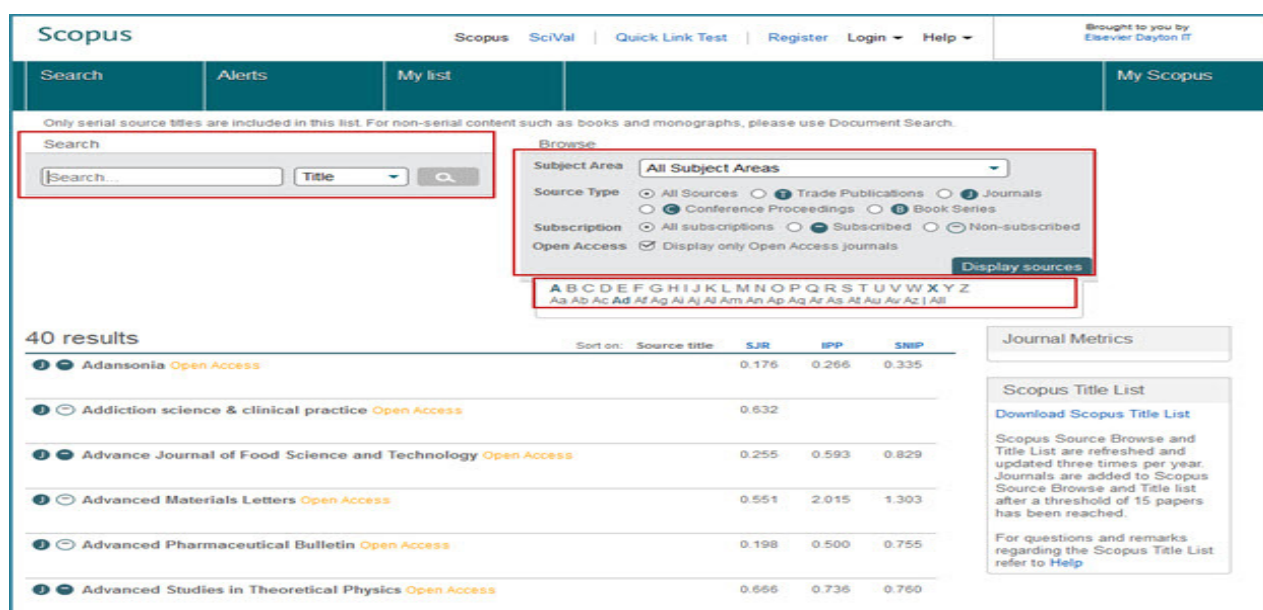 Scopus
Scopus SciVal | Quick Link Test | Register Login Help
Brought to you by
Elsevier Dayton IT
Search Alerts My list My Scopus
Only serial source titles are included in this list. For non-serial content such as books and monographs, please use Document Search.
Search
Search...
Title
Browse
Subject Area All Subject Areas
Source Type All Sources T Trade Publications J Journals
C Conference Proceedings B Book Series
Subscription All subscriptions Subscribed Non-subscribed
Open Access Display only Open Access journals
Display sources
A B C D E F G H I J K L M N O P Q R S T U V W X Y Z
Aa Ab Ac Ad Af Ag Ai Aj Al Am An Ap Aq Ar As At Au Av Az | All
40 results
Sort on: Source title SJR IPP SNIP
J Adansonia Open Access 0.176 0.266 0.335
J Addiction science & clinical practice Open Access 0.632
J Advance Journal of Food Science and Technology Open Access 0.255 0.593 0.829
J Advanced Materials Letters Open Access 0.551 2.015 1.303
J Advanced Pharmaceutical Bulletin Open Access 0.198 0.500 0.755
J Advanced Studies in Theoretical Physics Open Access 0.666 0.736 0.760
Journal Metrics
Scopus Title List
Download Scopus Title List
Scopus Source Browse and
Title List are refreshed and
updated three times per year.
Journals are added to Scopus
Source Browse and Title list
after a threshold of 15 papers
has been reached.
For questions and remarks
regarding the Scopus Title List
refer to Help